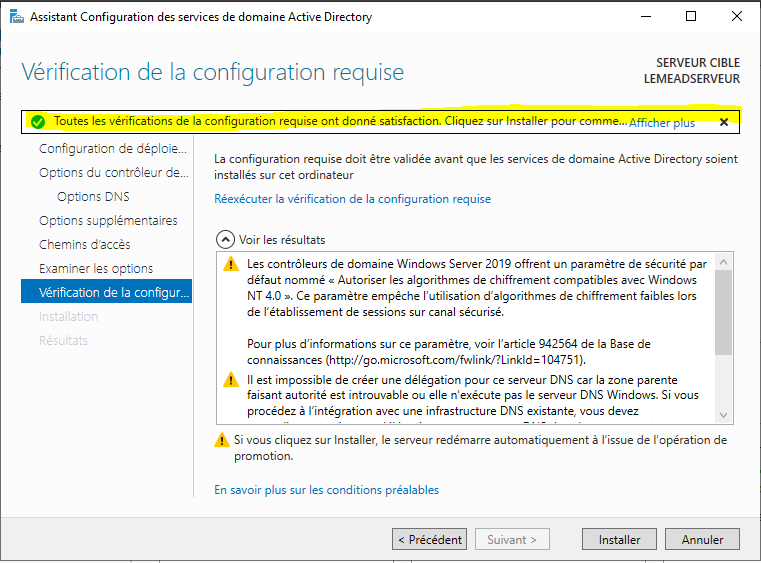 Assistant Configuration des services de domaine Active Directory
Vérification de la configuration requise
SERVEUR CIBLE
LEMEADSERVEUR
Toutes les vérifications de la configuration requise ont donné satisfaction. Cliquez sur Installer pour comme... Afficher plus
Configuration de déploie...
Options du contrôleur de...
Options DNS
Options supplémentaires
Chemins d'accès
Examiner les options
Vérification de la configur...
Installation
Résultats
La configuration requise doit être validée avant que les services de domaine Active Directory soient
installés sur cet ordinateur
Réexécuter la vérification de la configuration requise
Voir les résultats
Les contrôleurs de domaine Windows Server 2019 offrent un paramètre de sécurité par
défaut nommé « Autoriser les algorithmes de chiffrement compatibles avec Windows
NT 4.0 ». Ce paramètre empêche l'utilisation d'algorithmes de chiffrement faibles lors
de l'établissement de sessions sur canal sécurisé.
Pour plus d'informations sur ce paramètre, voir l'article 942564 de la Base de
connaissances (http://go.microsoft.com/fwlink/?LinkId=104751).
Il est impossible de créer une délégation pour ce serveur DNS car la zone parente
faisant autorité est introuvable ou elle n'exécute pas le serveur DNS Windows. Si vous
procédez à l'intégration avec une infrastructure DNS existante, vous devez
Si vous cliquez sur Installer, le serveur redémarre automatiquement à l'issue de l'opération de
promotion.
En savoir plus sur les conditions préalables
< Précédent
Suivant >
Installer
Annuler